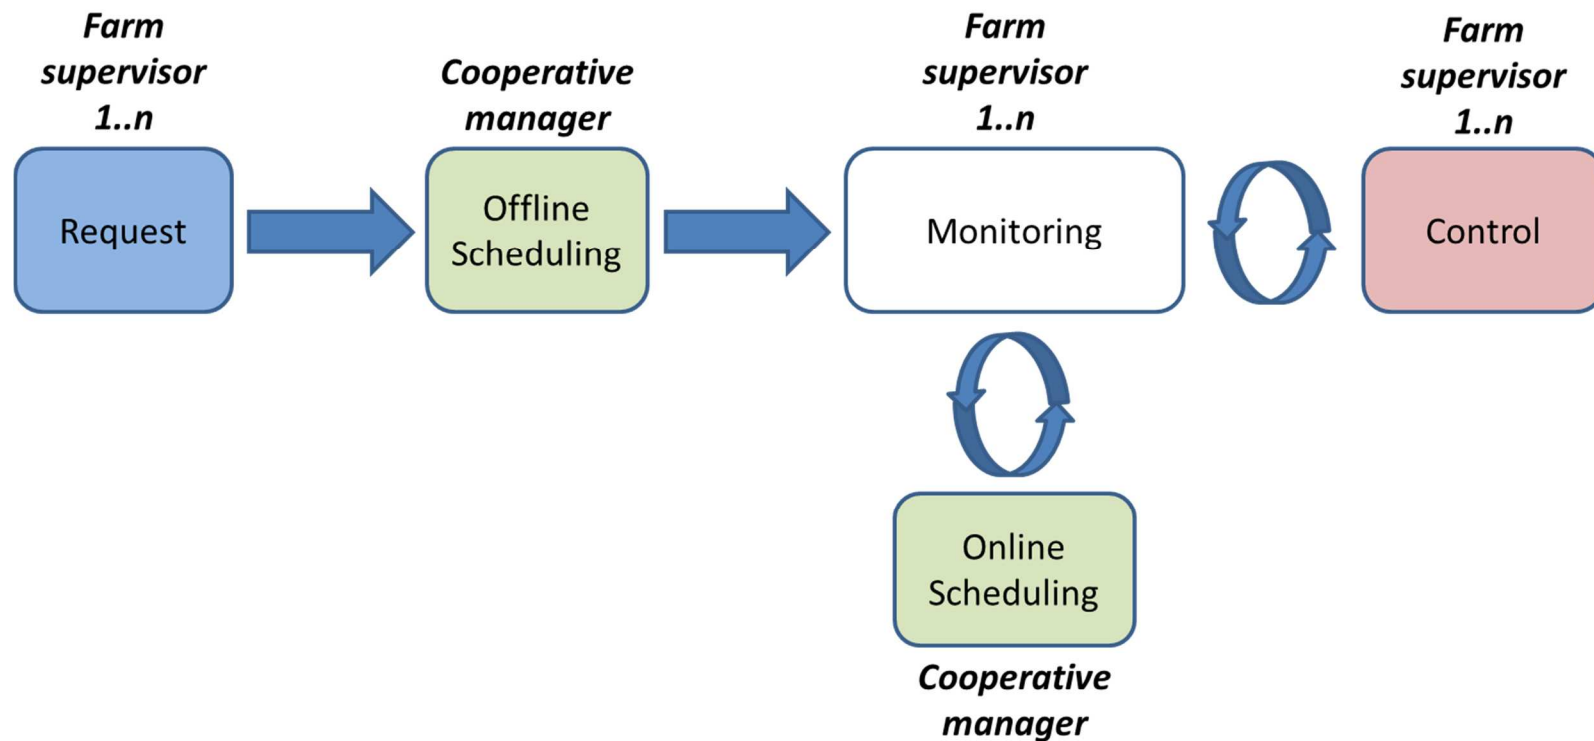 Farm
supervisor
1..n
Request
Cooperative
manager
Offline
Scheduling
Farm
supervisor
1..n
Monitoring
Farm
supervisor
1..n
Control
Online
Scheduling
Cooperative
manager